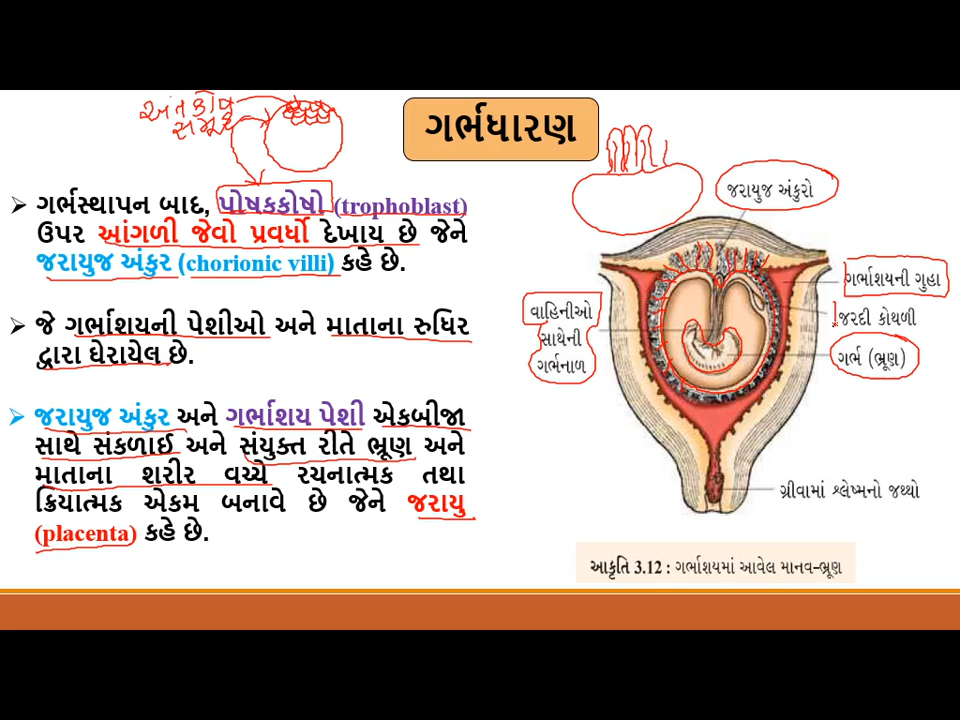 અંતઃકોષ
સમૂહ
ગર્ભધારણ
ગર્ભસ્થાપન બાદ, પોષકકોષો (trophoblast)
ઉપર આંગળી જેવો પ્રવર્ધો દેખાય છે જેને
જરાયુજ અંકુર (chorionic villi) કહે છે.
જે ગર્ભાશયની પેશીઓ અને માતાના રુધિર
દ્વારા ઘેરાયેલ છે.
જરાયુજ અંકુર અને ગર્ભાશય પેશી એકબીજા
સાથે સંકળાઈ અને સંયુક્ત રીતે ભ્રૂણ અને
માતાના શરીર વચ્ચે રચનાત્મક તથા
ક્રિયાત્મક એકમ બનાવે છે જેને જરાયુ
(placenta) કહે છે.
જરાયુજ અંકુરો
ગર્ભાશયની ગુહા
જરદી કોથળી
ગર્ભ (ભ્રૂણ)
વાહિનીઓ
સાથેની
ગર્ભનાળ
ગ્રીવામાં શ્લેષ્મનો જથ્થો
આકૃતિ 3.12 : ગર્ભાશયમાં આવેલ માનવ-ભ્રૂણ